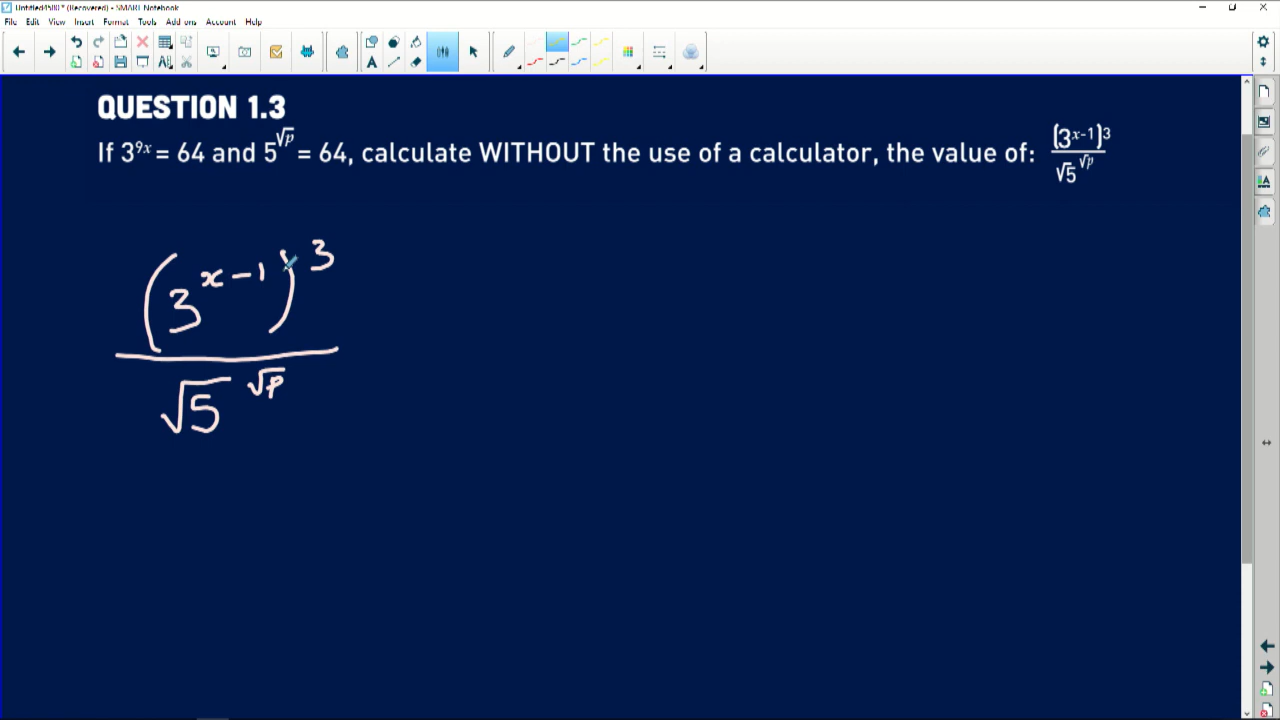 Untitled4580 * (Recovered) - SMART Notebook
File Edit View Insert Format Tools Add ons Account Help
QUESTION 1.3
If 3^{9x} = 64 and 5^{√p} = 64, calculate WITHOUT the use of a calculator, the value of: (3^{x-1})^3 / √5^{√p}
(3^{x-1})^3
√5^{√p}